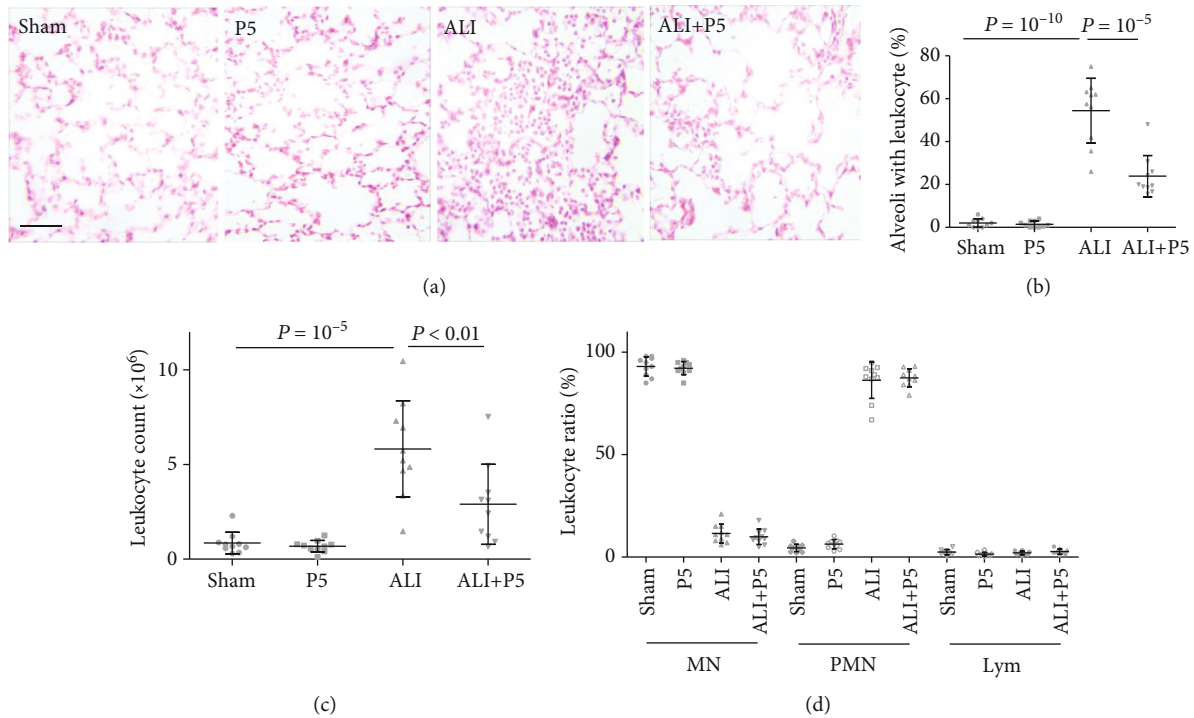 Sham
P5
ALI
ALI+P5
(a)
P = 10⁻¹⁰
P = 10⁻⁵
Alveoli with leukocyte (%)
80
60
40
20
0
Sham
P5
ALI
ALI+P5
(b)
P = 10⁻⁵
P < 0.01
Leukocyte count (×10⁶)
10
5
0
Sham
P5
ALI
ALI+P5
(c)
Leukocyte ratio (%)
100
50
0
Sham
P5
ALI
ALI+P5
Sham
P5
ALI
ALI+P5
Sham
P5
ALI
ALI+P5
MN
PMN
Lym
(d)